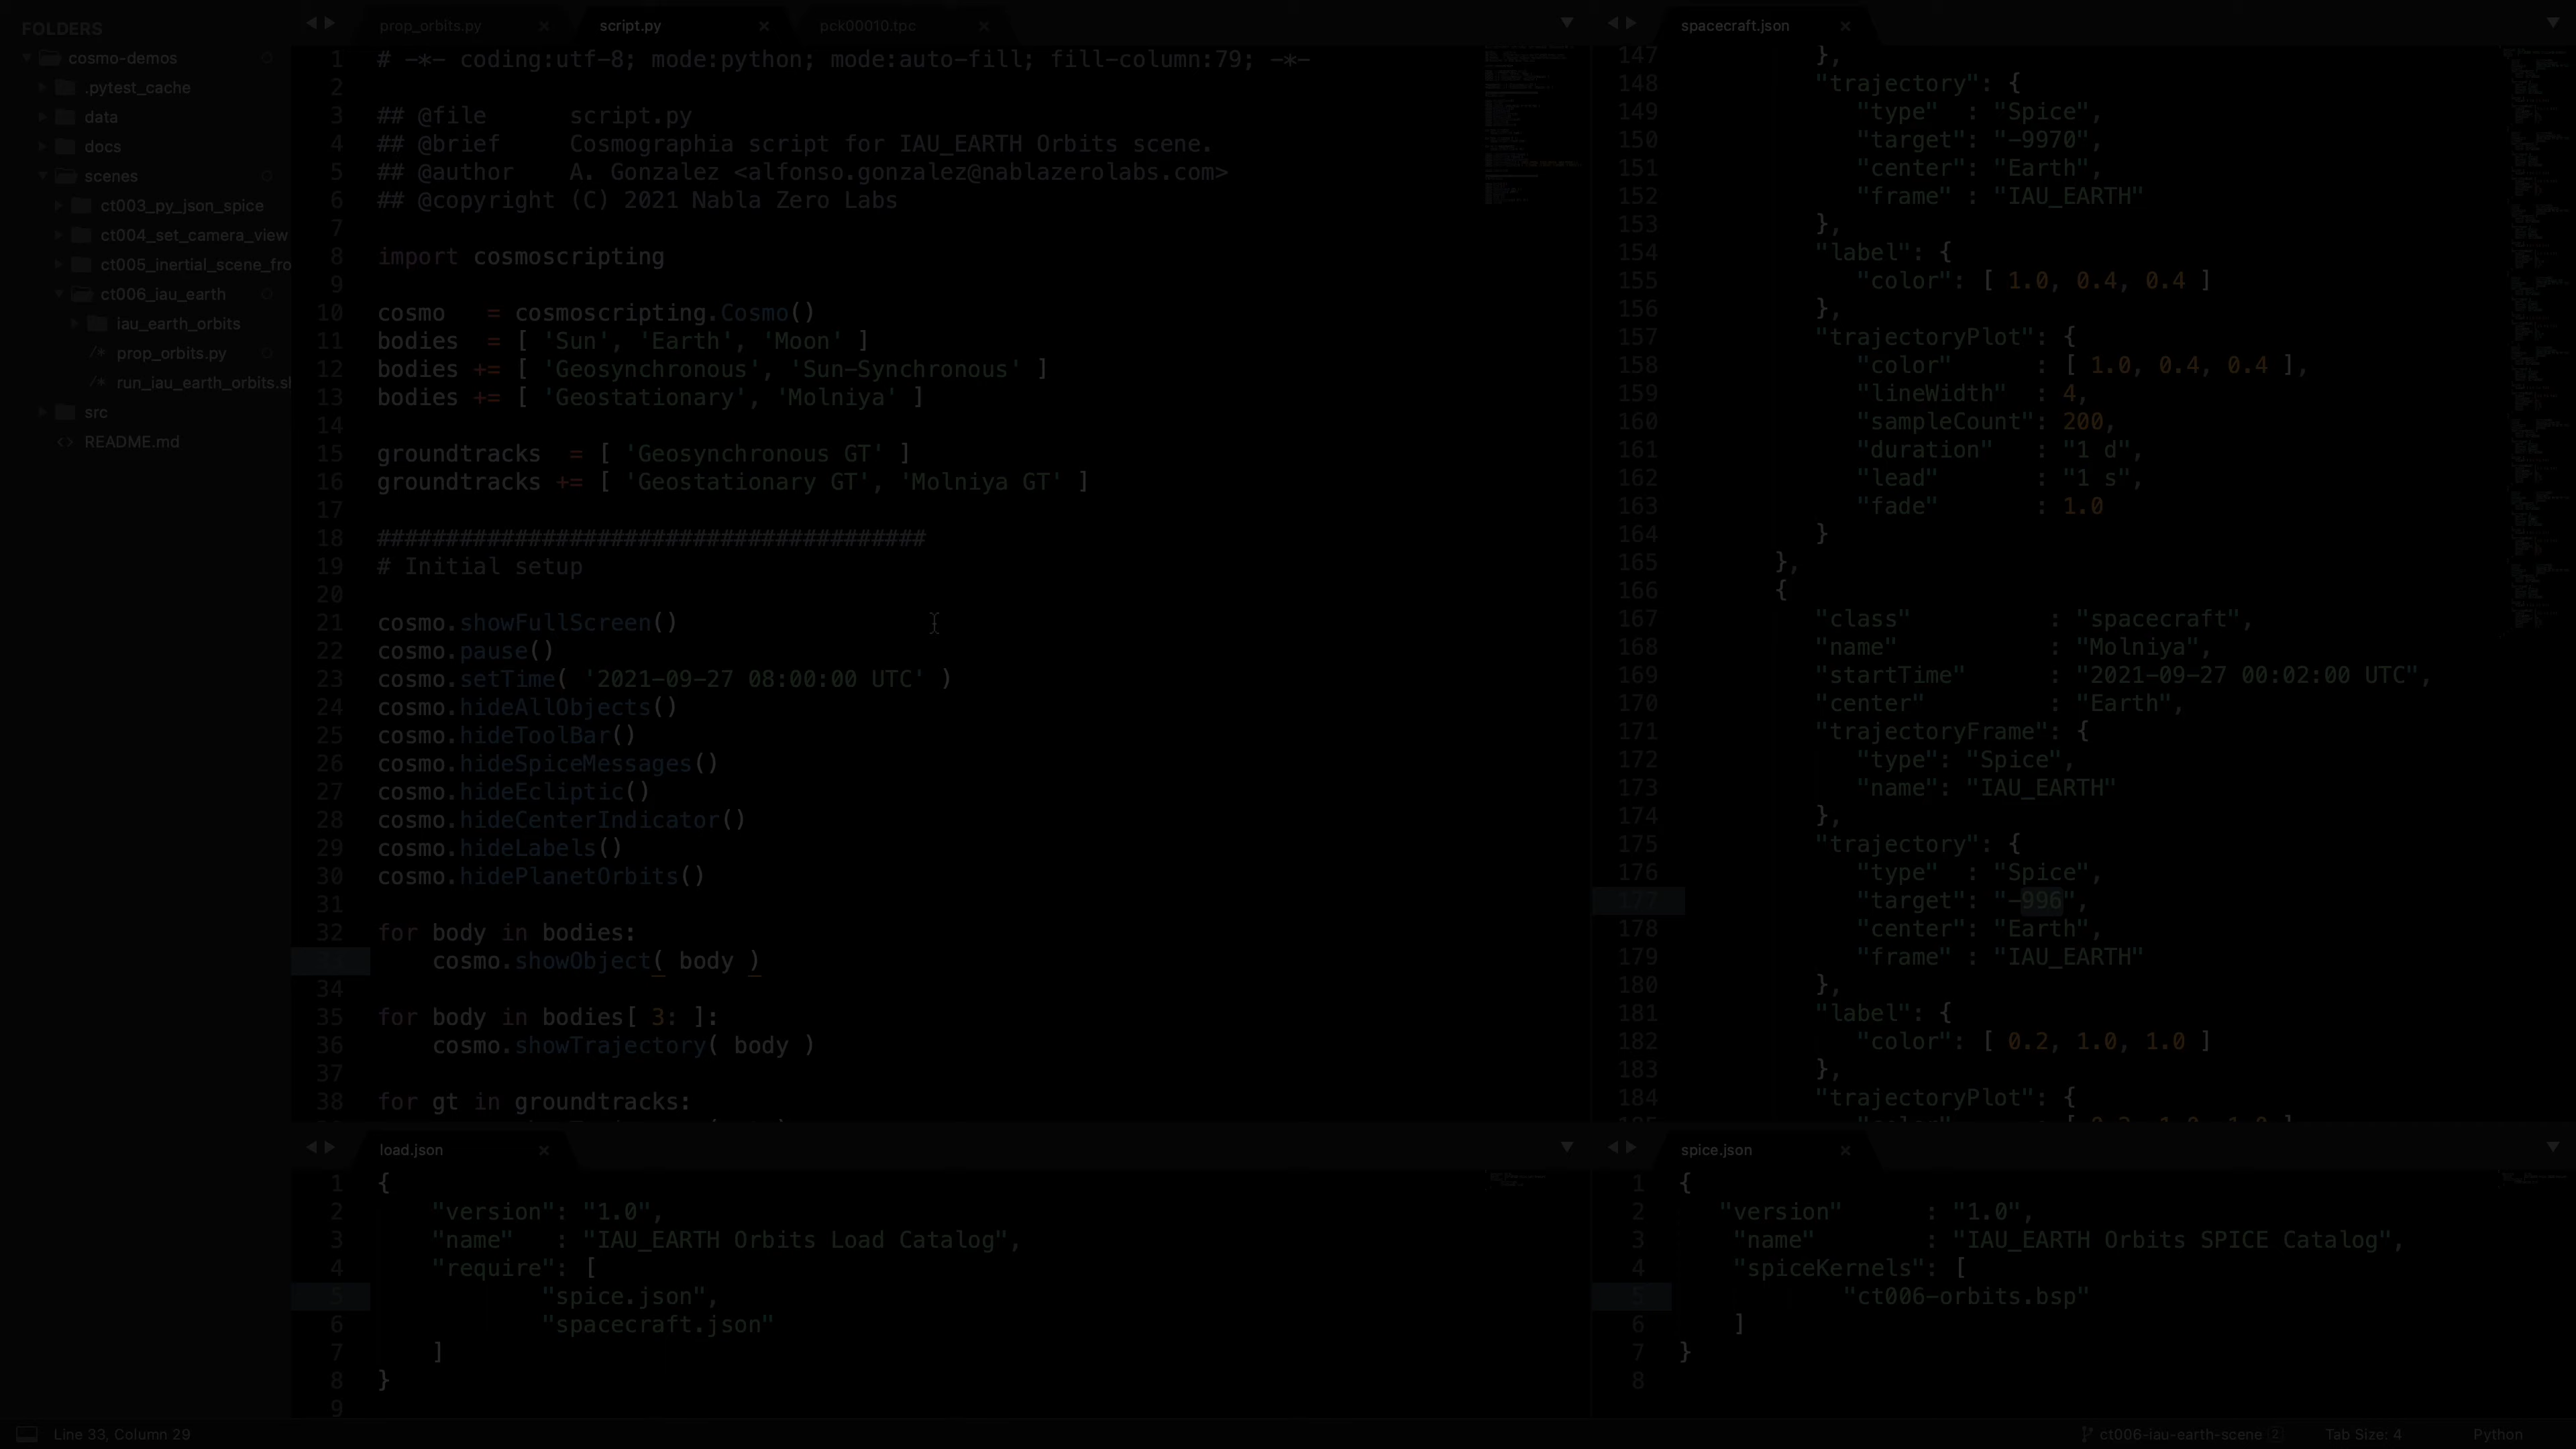 FOLDERS
cosmo-demos
.pytest_cache
data
docs
scenes
ct003_py_json_spice
ct004_set_camera_view
ct005_inertial_scene_fro
ct006_iau_earth
iau_earth_orbits
prop_orbits.py
run_iau_earth_orbits.sl
src
README.md
prop_orbits.py
script.py
pck00010.tpc
1 # -*- coding:utf-8; mode:python; mode:auto-fill; fill-column:79; -*-
2
3 ## @file      script.py
4 ## @brief     Cosmographia script for IAU_EARTH Orbits scene.
5 ## @author    A. Gonzalez <alfonso.gonzalez@nablazerolabs.com>
6 ## @copyright (C) 2021 Nabla Zero Labs
7
8 import cosmoscripting
9
10 cosmo   = cosmoscripting.Cosmo()
11 bodies  = [ 'Sun', 'Earth', 'Moon' ]
12 bodies += [ 'Geosynchronous', 'Sun-Synchronous' ]
13 bodies += [ 'Geostationary', 'Molniya' ]
14
15 groundtracks  = [ 'Geosynchronous GT' ]
16 groundtracks += [ 'Geostationary GT', 'Molniya GT' ]
17
18 ########################################
19 # Initial setup
20
21 cosmo.showFullScreen()
22 cosmo.pause()
23 cosmo.setTime( '2021-09-27 08:00:00 UTC' )
24 cosmo.hideAllObjects()
25 cosmo.hideToolBar()
26 cosmo.hideSpiceMessages()
27 cosmo.hideEcliptic()
28 cosmo.hideCenterIndicator()
29 cosmo.hideLabels()
30 cosmo.hidePlanetOrbits()
31
32 for body in bodies:
33     cosmo.showObject( body )
34
35 for body in bodies[ 3: ]:
36     cosmo.showTrajectory( body )
37
38 for gt in groundtracks:
spacecraft.json
147 },
148 "trajectory": {
149 "type"  : "Spice",
150 "target": "-9970",
151 "center": "Earth",
152 "frame" : "IAU_EARTH"
153 },
154 "label": {
155 "color": [ 1.0, 0.4, 0.4 ]
156 },
157 "trajectoryPlot": {
158 "color"      : [ 1.0, 0.4, 0.4 ],
159 "lineWidth"  : 4,
160 "sampleCount": 200,
161 "duration"   : "1 d",
162 "lead"       : "1 s",
163 "fade"       : 1.0
164 }
165 },
166 {
167 "class"          : "spacecraft",
168 "name"           : "Molniya",
169 "startTime"      : "2021-09-27 00:02:00 UTC",
170 "center"         : "Earth",
171 "trajectoryFrame": {
172 "type": "Spice",
173 "name": "IAU_EARTH"
174 },
175 "trajectory": {
176 "type"  : "Spice",
177 "target": "-996",
178 "center": "Earth",
179 "frame" : "IAU_EARTH"
180 },
181 "label": {
182 "color": [ 0.2, 1.0, 1.0 ]
183 },
184 "trajectoryPlot": {
load.json
1 {
2     "version": "1.0",
3     "name"   : "IAU_EARTH Orbits Load Catalog",
4     "require": [
5             "spice.json",
6             "spacecraft.json"
7     ]
8 }
9
spice.json
1 {
2    "version"      : "1.0",
3     "name"        : "IAU_EARTH Orbits SPICE Catalog",
4     "spiceKernels": [
5             "ct006-orbits.bsp"
6     ]
7 }
8
Line 33, Column 29
ct006-iau-earth-scene 2
Tab Size: 4
Python